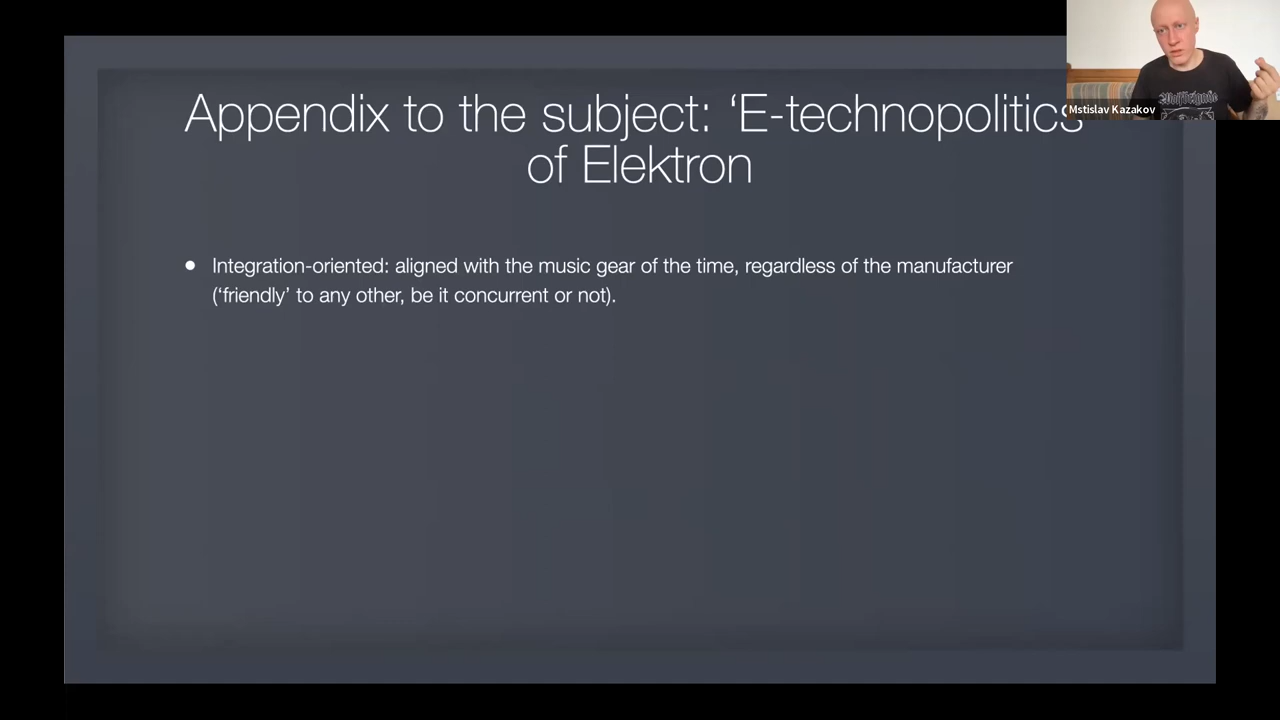 Appendix to the subject: ‘E-technopolitics
of Elektron
Mstislav Kazakov
● Integration-oriented: aligned with the music gear of the time, regardless of the manufacturer
(‘friendly’ to any other, be it concurrent or not).